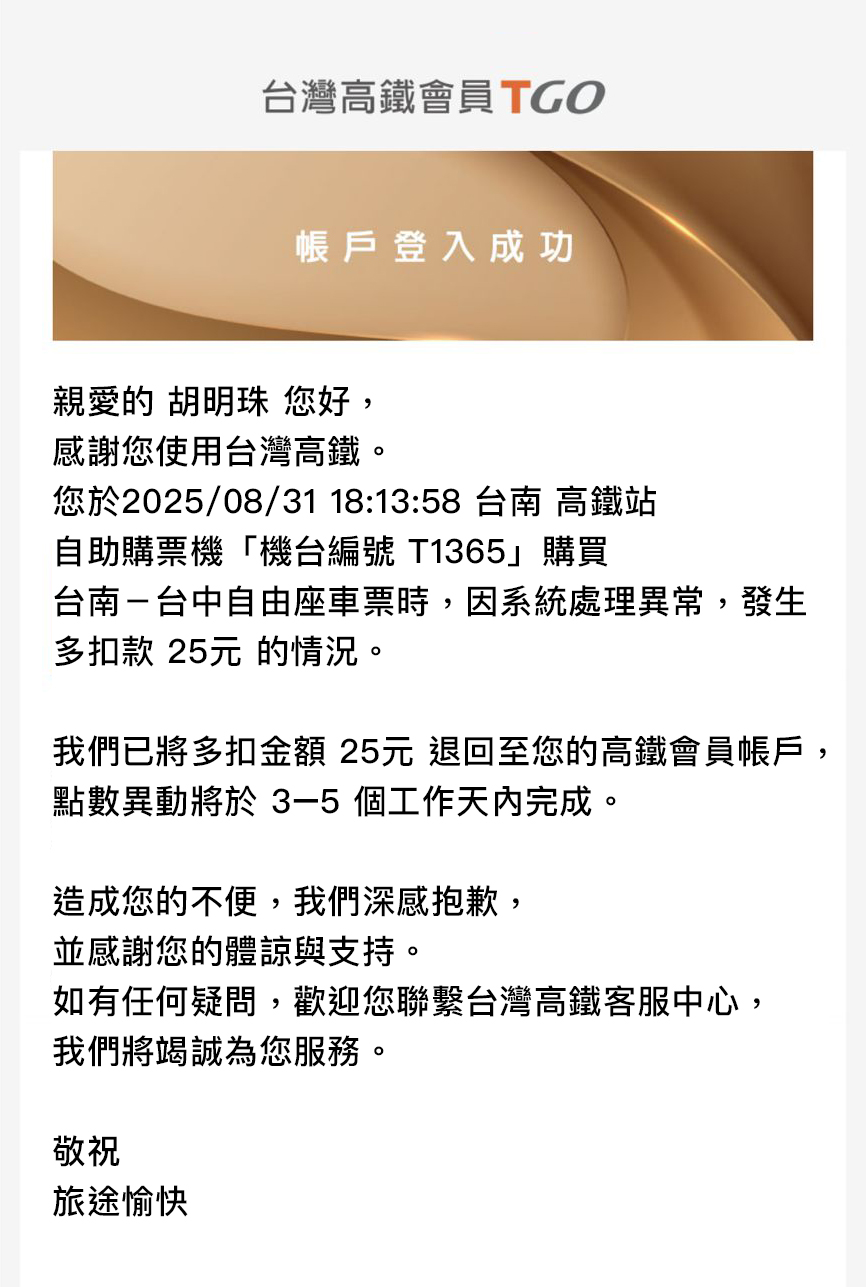 台灣高鐵會員TGO
帳戶登入成功
親愛的 胡明珠 您好，
感謝您使用台灣高鐵。
您於2025/08/31 18:13:58 台南 高鐵站
自助購票機「機台編號 T1365」購買
台南－台中自由座車票時，因系統處理異常，發生
多扣款 25元 的情況。
我們已將多扣金額 25元 退回至您的高鐵會員帳戶，
點數異動將於 3–5 個工作天內完成。
造成您的不便，我們深感抱歉，
並感謝您的體諒與支持。
如有任何疑問，歡迎您聯繫台灣高鐵客服中心，
我們將竭誠為您服務。
敬祝
旅途愉快